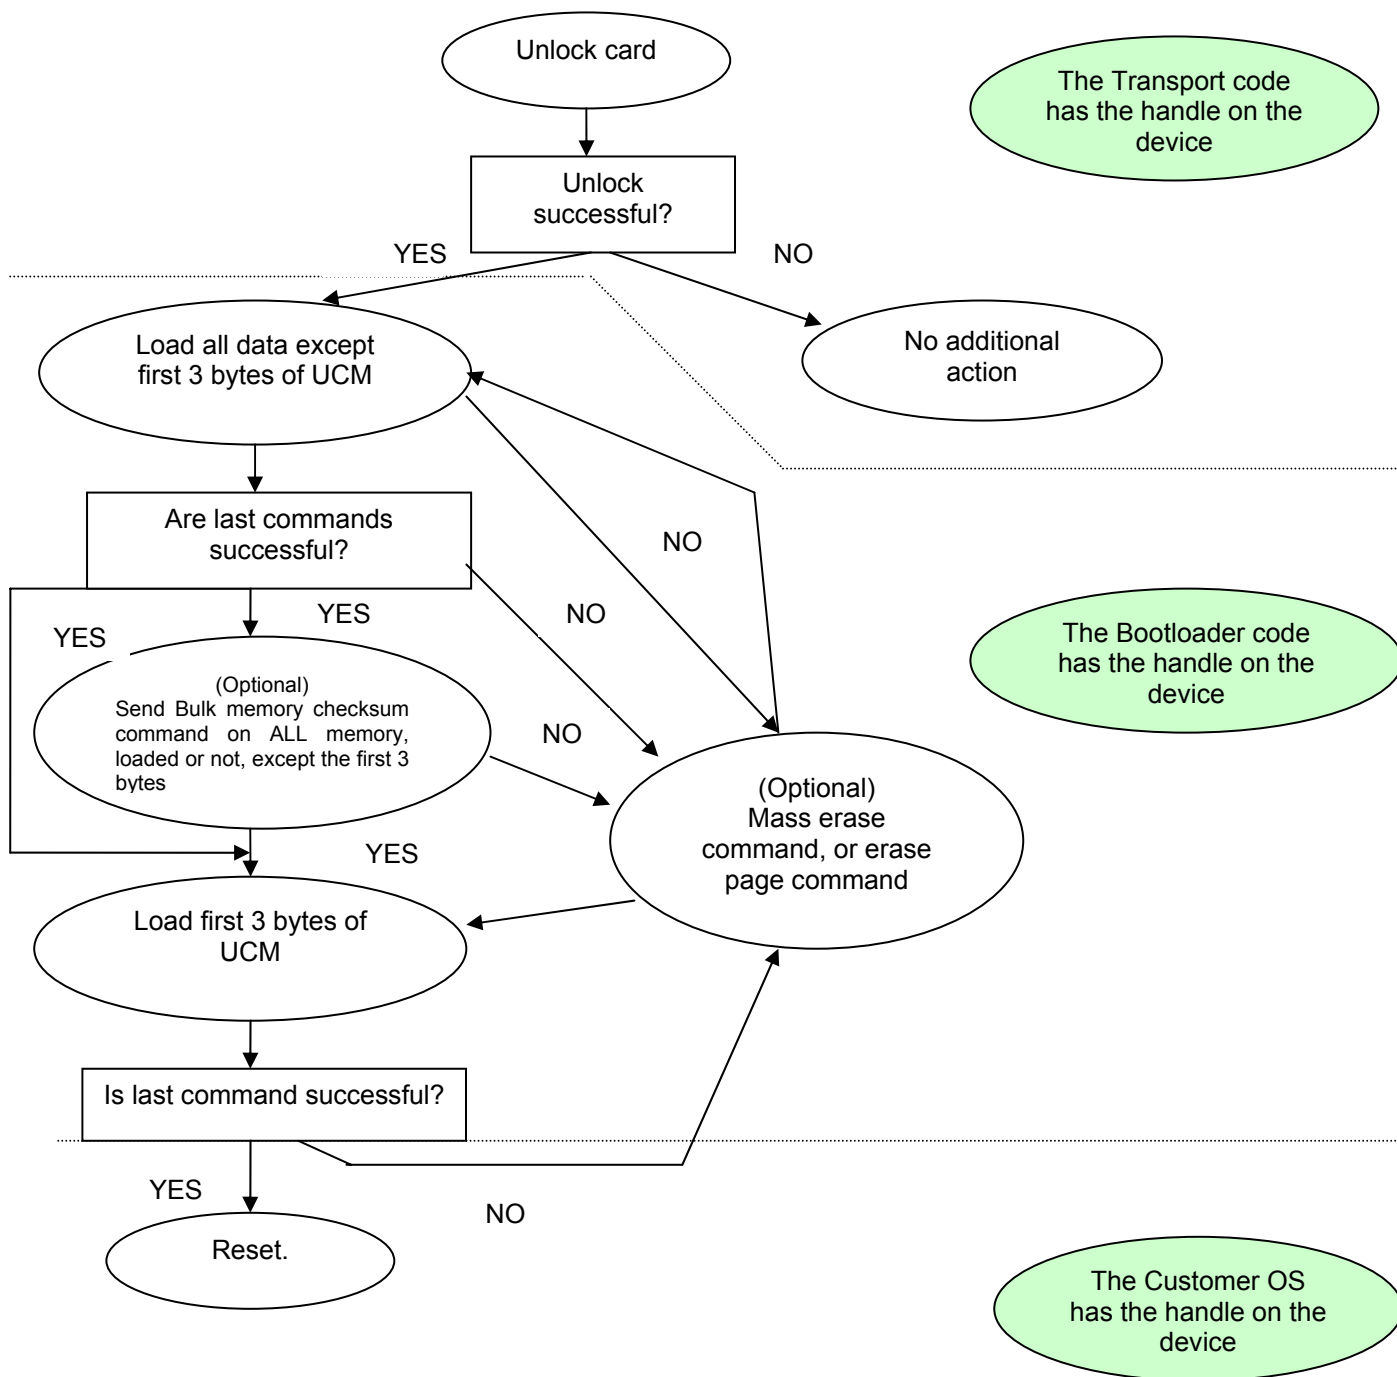 Unlock card
The Transport code
has the handle on the
device
Unlock
successful?
YES
NO
Load all data except
first 3 bytes of UCM
No additional
action
Are last commands
successful?
NO
NO
YES
YES
The Bootloader code
has the handle on the
device
(Optional)
Send Bulk memory checksum
command on ALL memory,
loaded or not, except the first 3
bytes
NO
(Optional)
Mass erase
command, or erase
page command
YES
Load first 3 bytes of
UCM
Is last command successful?
YES
NO
Reset.
The Customer OS
has the handle on the
device